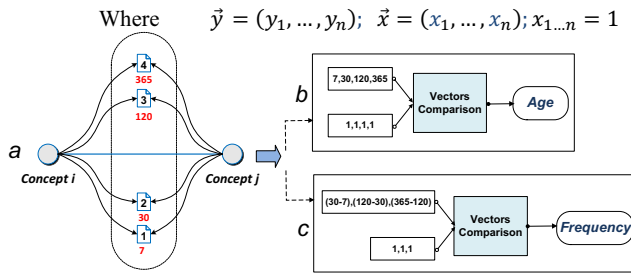 Where
y⃗ = (y₁, …, yₙ); x⃗ = (x₁, …, xₙ); x₁…ₙ = 1
a
4
365
3
120
Concept i
Concept j
2
30
1
7
b
7,30,120,365
1,1,1,1
Vectors
Comparison
Age
c
(30-7),(120-30),(365-120)
1,1,1
Vectors
Comparison
Frequency